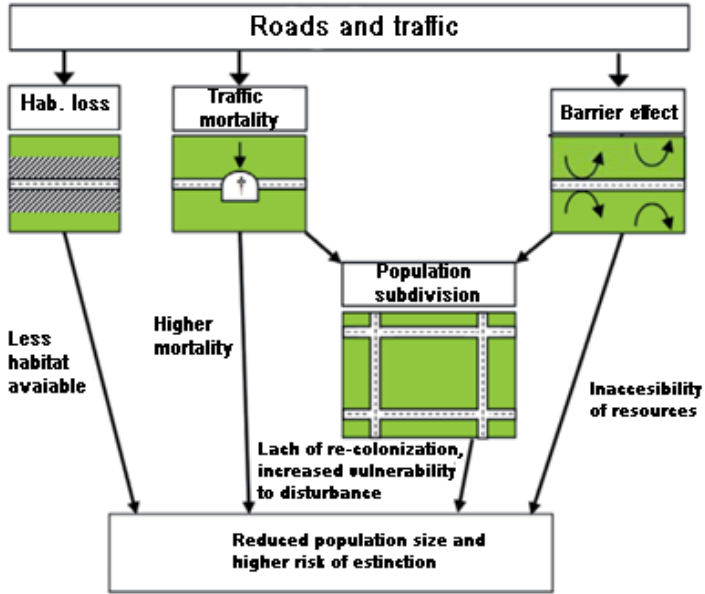 Roads and traffic
Hab. loss
Traffic
mortality
Barrier effect
Population
subdivision
Less
habitat
avaiable
Higher
mortality
Inaccesibility
of resources
Lach of re-colonization,
increased vulnerability
to disturbance
Reduced population size and
higher risk of estinction